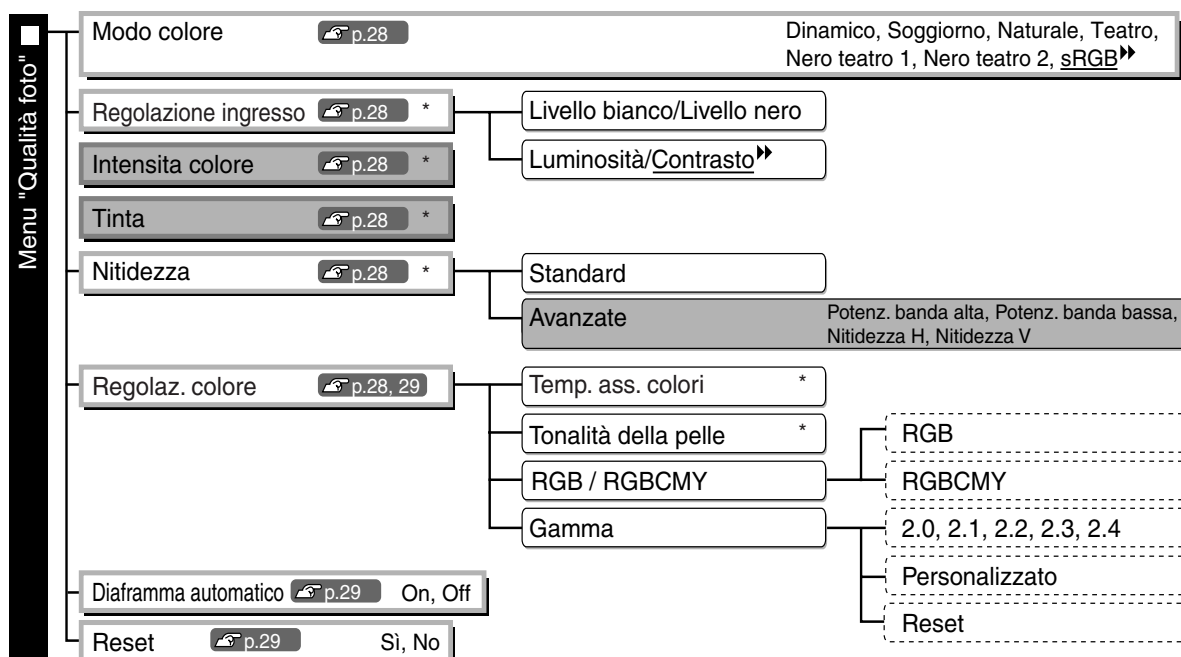 Menu "Qualità foto"
Modo colore p.28 Dinamico, Soggiorno, Naturale, Teatro,
Nero teatro 1, Nero teatro 2, sRGB
Regolazione ingresso p.28 * Livello bianco/Livello nero
Luminosità/Contrasto
Intensita colore p.28 *
Tinta p.28 *
Nitidezza p.28 * Standard
Avanzate Potenz. banda alta, Potenz. banda bassa,
Nitidezza H, Nitidezza V
Regolaz. colore p.28, 29 Temp. ass. colori *
Tonalità della pelle *
RGB / RGBCMY
RGB
RGBCMY
Gamma
2.0, 2.1, 2.2, 2.3, 2.4
Personalizzato
Reset
Diaframma automatico p.29 On, Off
Reset p.29 Sì, No